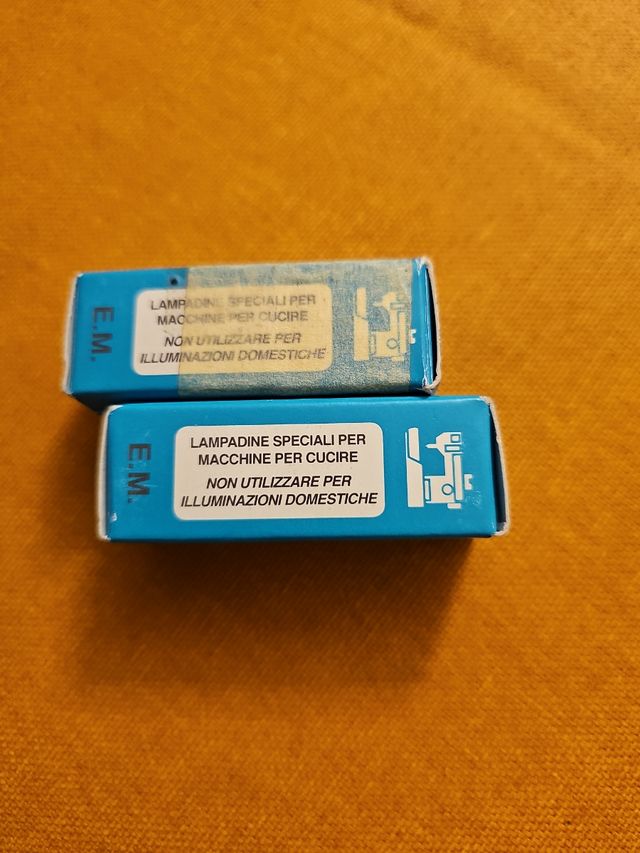 E.M.
LAMPADINE SPECIALI PER
MACCHINE PER CUCIRE
NON UTILIZZARE PER
ILLUMINAZIONI DOMESTICHE
E.M.
LAMPADINE SPECIALI PER
MACCHINE PER CUCIRE
NON UTILIZZARE PER
ILLUMINAZIONI DOMESTICHE